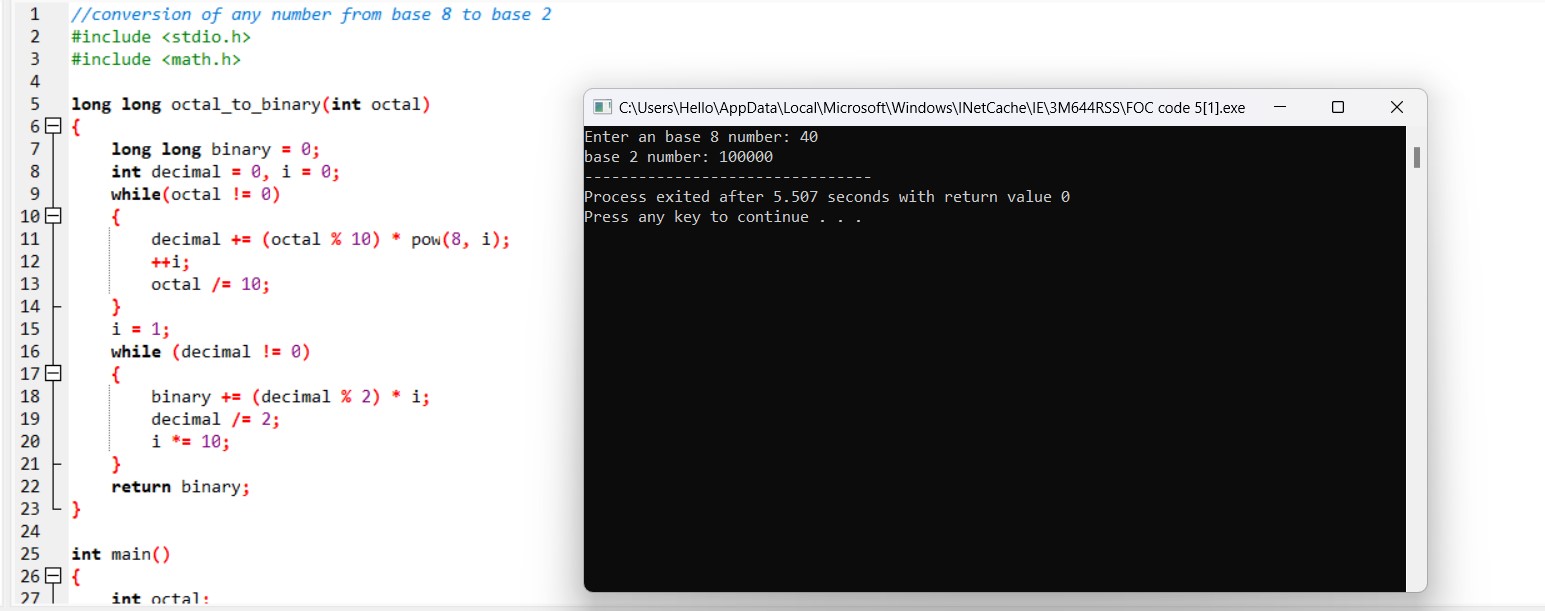 1 //conversion of any number from base 8 to base 2
2 #include <stdio.h>
3 #include <math.h>
4
5 long long octal_to_binary(int octal)
6 {
7 long long binary = 0;
8 int decimal = 0, i = 0;
9 while(octal != 0)
10 {
11 decimal += (octal % 10) * pow(8, i);
12 ++i;
13 octal /= 10;
14 }
15 i = 1;
16 while (decimal != 0)
17 {
18 binary += (decimal % 2) * i;
19 decimal /= 2;
20 i *= 10;
21 }
22 return binary;
23 }
24
25 int main()
26 {
27 int octal;
C:\Users\Hello\AppData\Local\Microsoft\Windows\INetCache\IE\3M644RSS\FOC code 5[1].exe
Enter an base 8 number: 40
base 2 number: 100000
--------------------------------
Process exited after 5.507 seconds with return value 0
Press any key to continue . . .